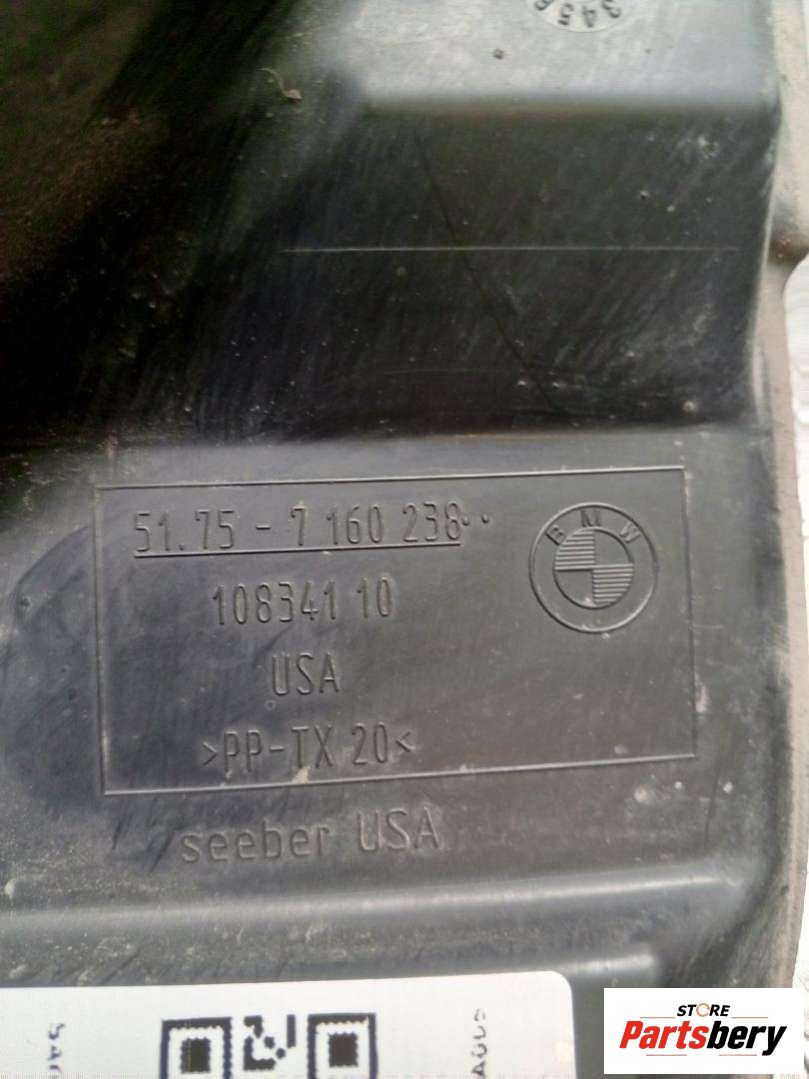 51.75 - 7 160 238··
BMW
108341 10
USA
>PP-TX 20<
seeber USA
STORE
Partsbery